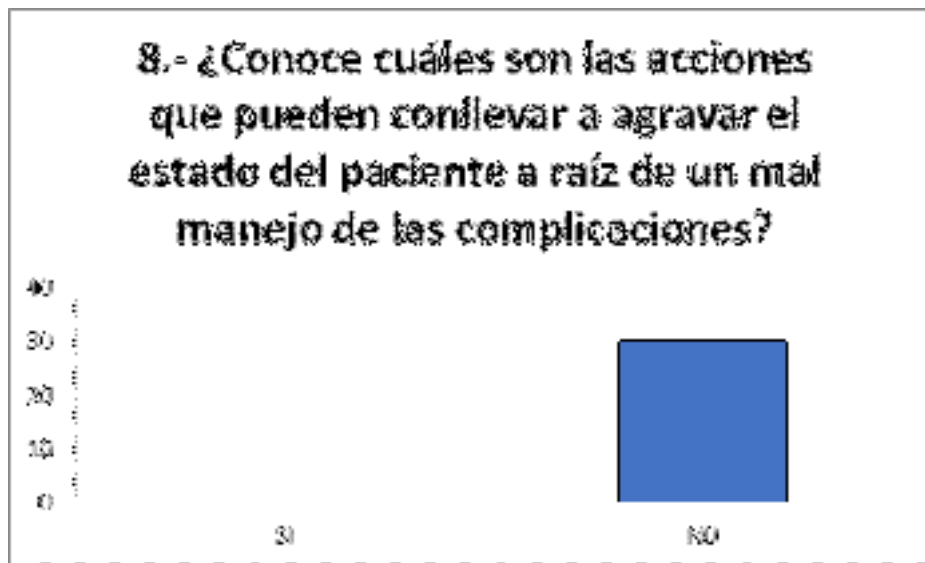 8.- ¿Conoce cuáles son las acciones
que pueden conllevar a agravar el
estado del paciente a raíz de un mal
manejo de las complicaciones?
40
30
20
10
0
SI
NO